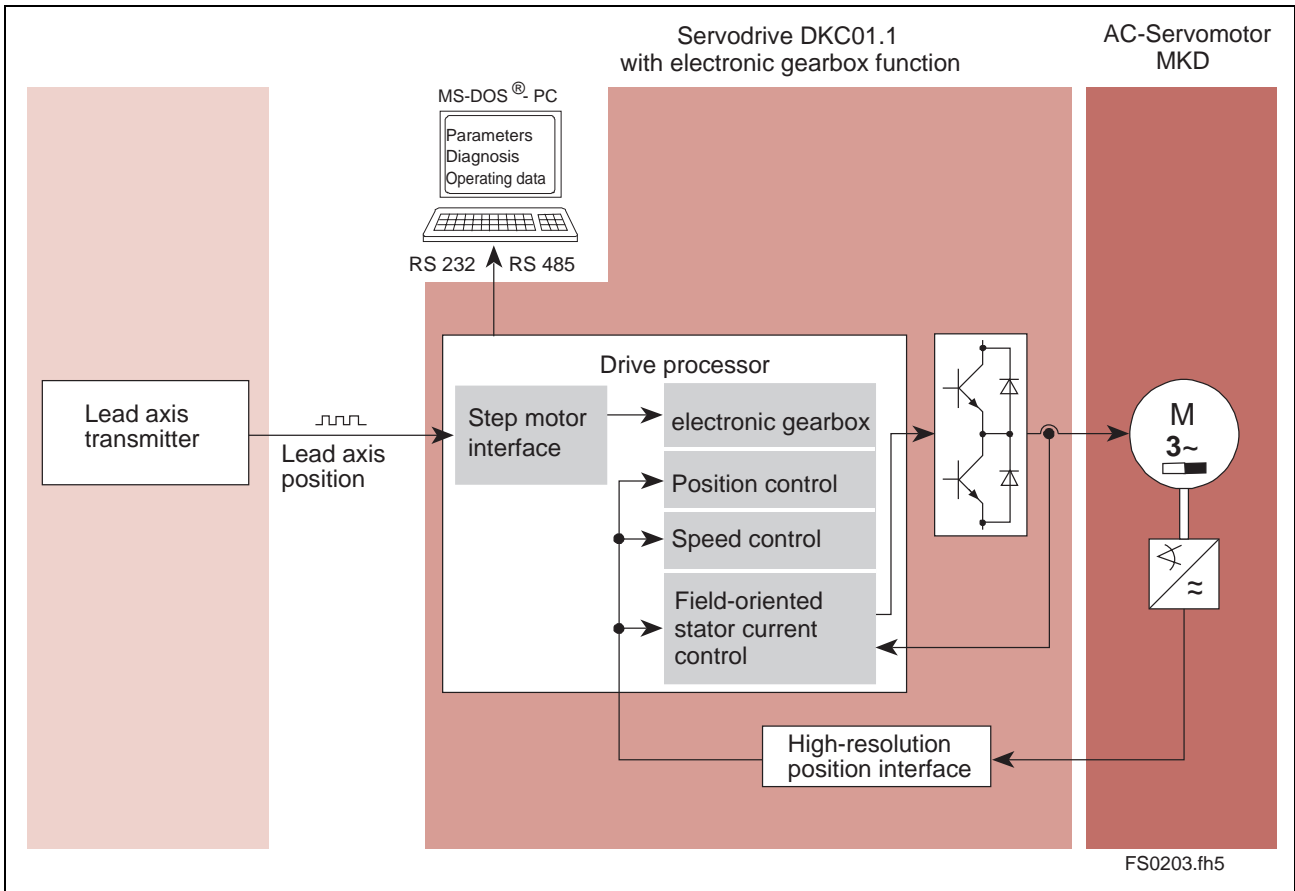 Servodrive DKC01.1
with electronic gearbox function
AC-Servomotor
MKD
MS-DOS ®- PC
Parameters
Diagnosis
Operating data
RS 232
RS 485
Drive processor
Lead axis
transmitter
Lead axis
position
Step motor
interface
electronic gearbox
Position control
Speed control
Field-oriented
stator current
control
M
3~
≈
High-resolution
position interface
FS0203.fh5